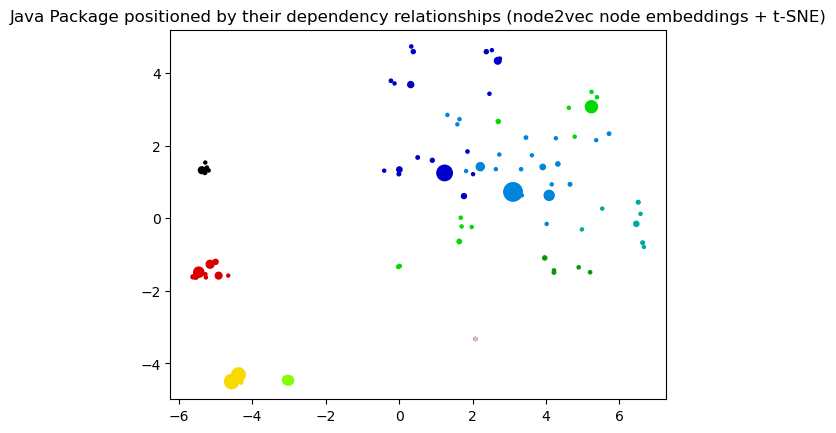 Java Package positioned by their dependency relationships (node2vec node embeddings + t-SNE)
4
2
0
−2
−4
−6 −4 −2 0 2 4 6